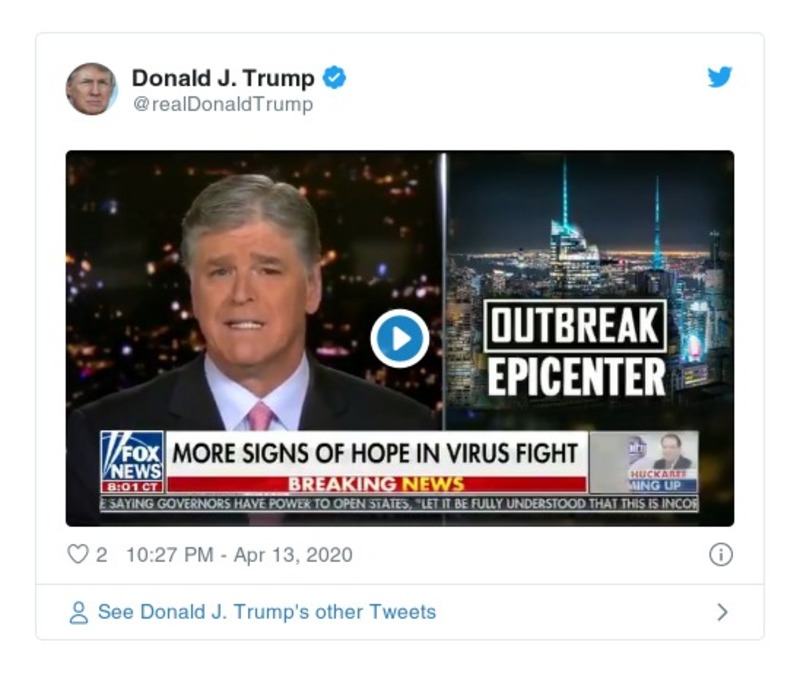 Donald J. Trump
@realDonaldTrump
OUTBREAK
EPICENTER
FOX
NEWS
8:01 CT
MORE SIGNS OF HOPE IN VIRUS FIGHT
BREAKING NEWS
HUCKABEE
MING UP
E SAYING GOVERNORS HAVE POWER TO OPEN STATES, "LET IT BE FULLY UNDERSTOOD THAT THIS IS INCOR
2 10:27 PM - Apr 13, 2020
See Donald J. Trump's other Tweets